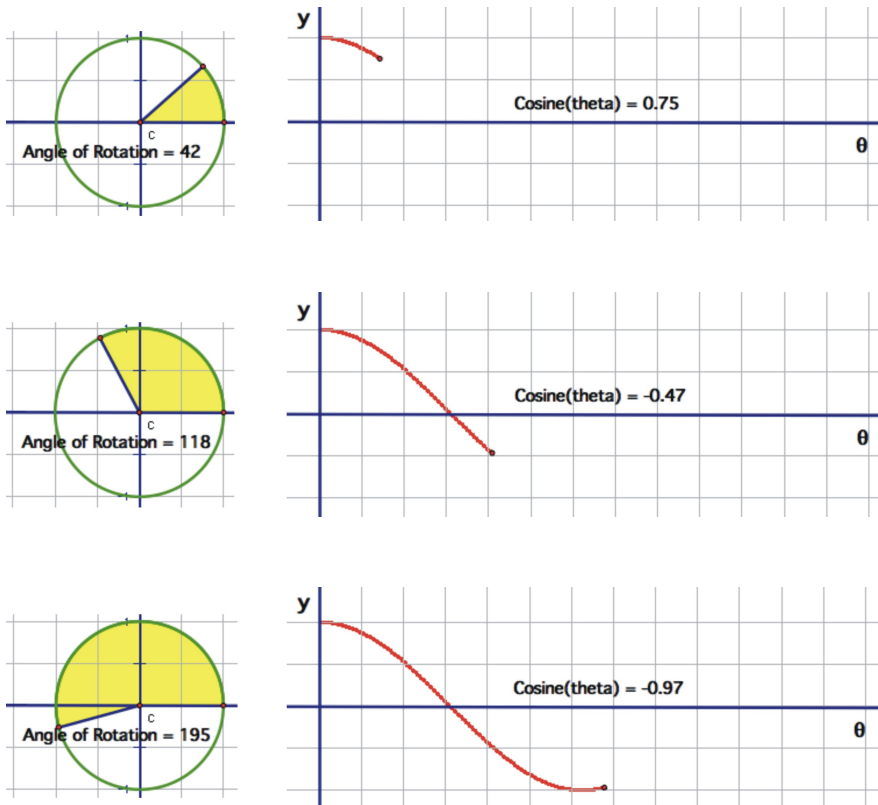 y
Cosine(theta) = 0.75
C
Angle of Rotation = 42
θ
y
Cosine(theta) = -0.47
C
Angle of Rotation = 118
θ
y
Cosine(theta) = -0.97
C
Angle of Rotation = 195
θ